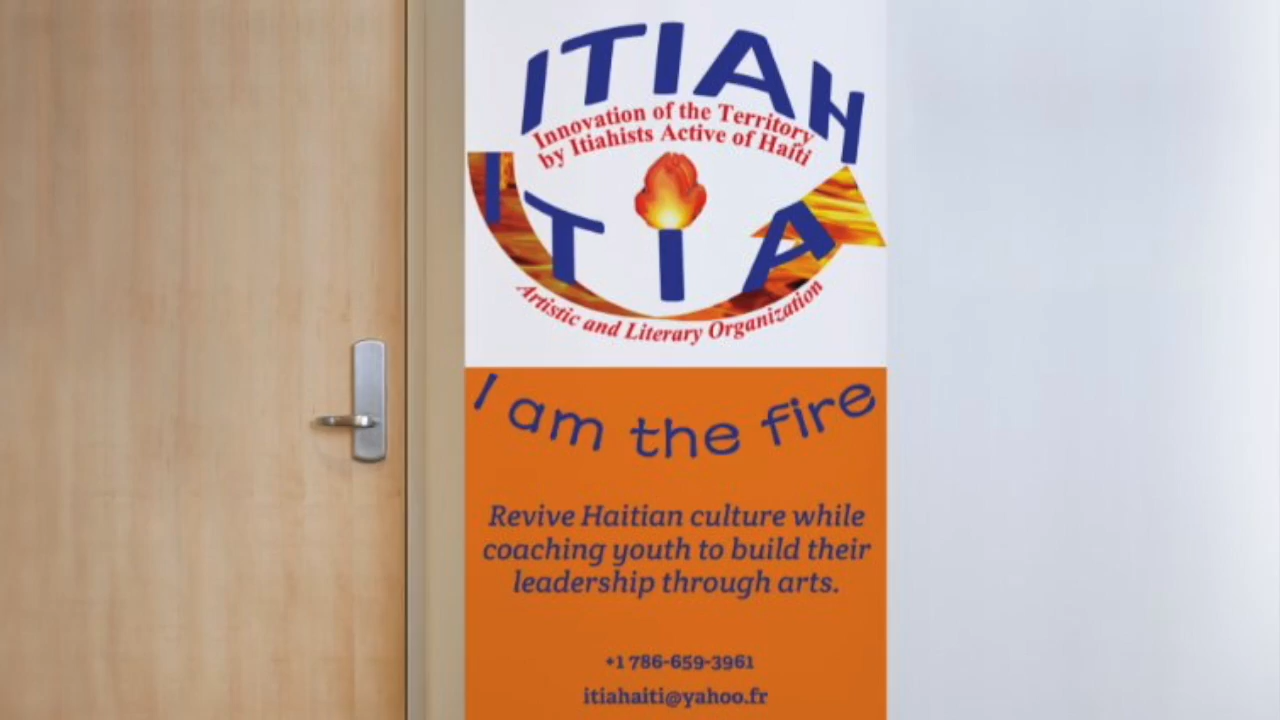 ITIAH
Innovation of the Territory
by Itiahists Active of Haïti
ITIA
Artistic and Literary Organization
I am the fire
Revive Haitian culture while
coaching youth to build their
leadership through arts.
+1 786-659-3961
itiahaiti@yahoo.fr